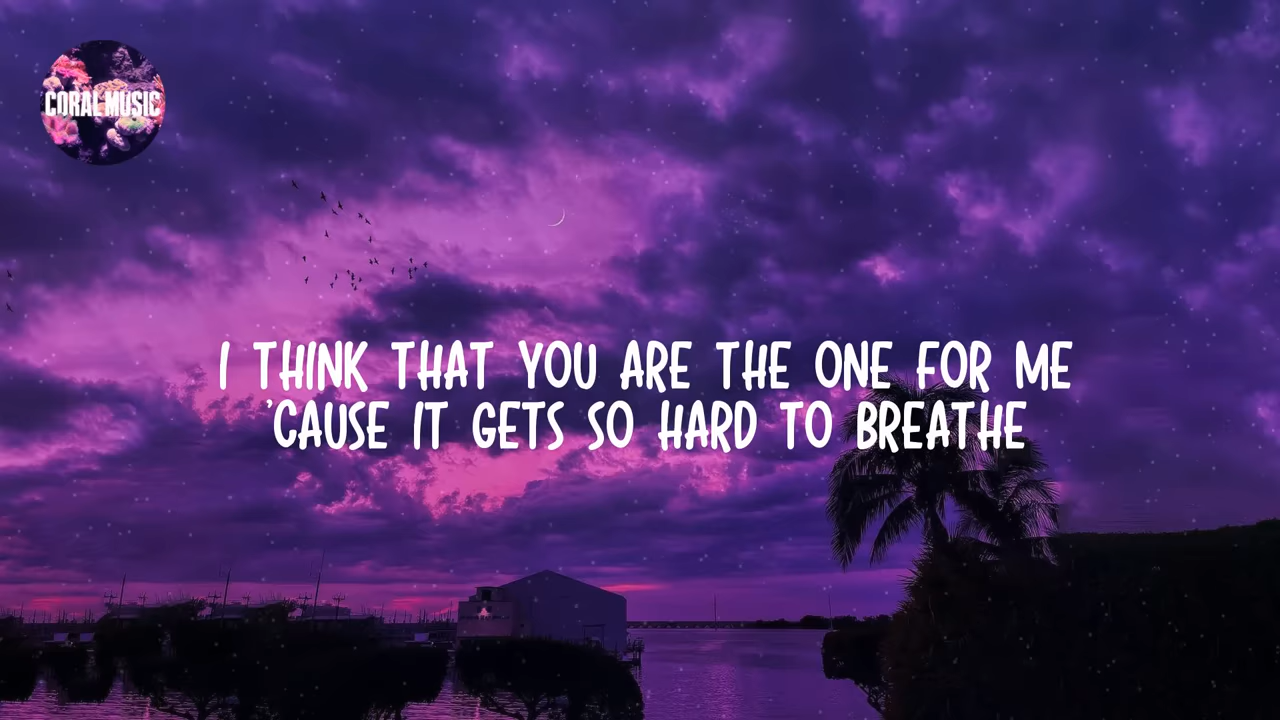 CORAL MUSIC
I THINK THAT YOU ARE THE ONE FOR ME
'CAUSE IT GETS SO HARD TO BREATHE